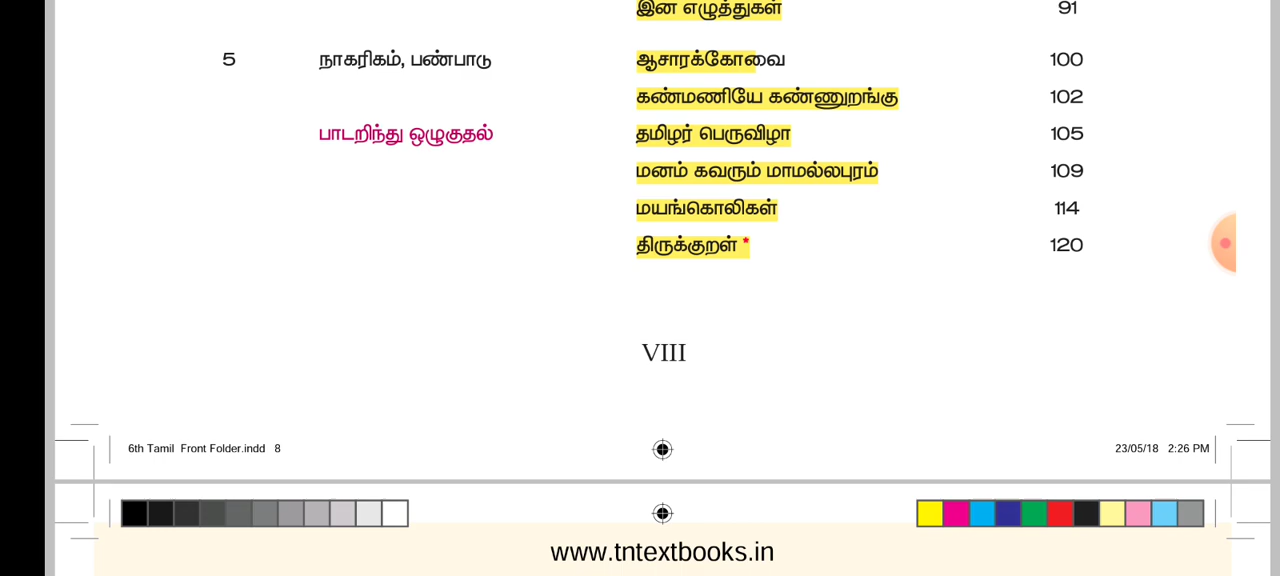 இன எழுத்துகள் 91
5 நாகரிகம், பண்பாடு ஆசாரக்கோவை 100
கண்மணியே கண்ணுறங்கு 102
பாடறிந்து ஒழுகுதல் தமிழர் பெருவிழா 105
மனம் கவரும் மாமல்லபுரம் 109
மயங்கொலிகள் 114
திருக்குறள் * 120
VIII
6th Tamil Front Folder.indd 8 23/05/18 2:26 PM
www.tntextbooks.in